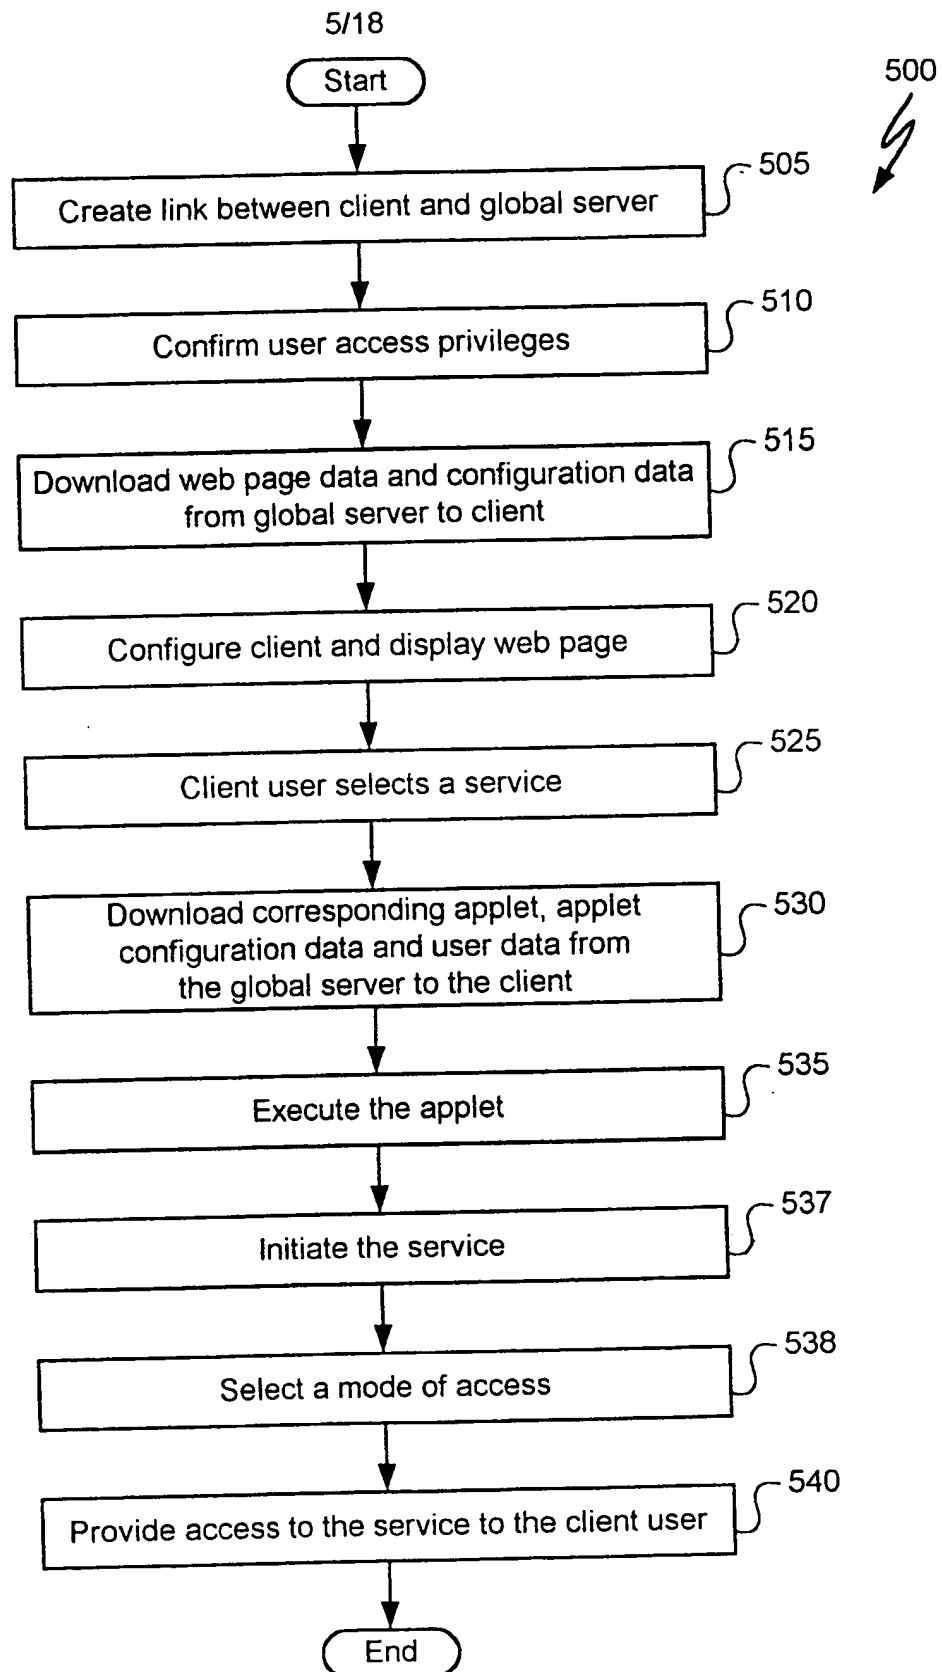 5/18
Start
500
505
Create link between client and global server
510
Confirm user access privileges
515
Download web page data and configuration data
from global server to client
520
Configure client and display web page
525
Client user selects a service
530
Download corresponding applet, applet
configuration data and user data from
the global server to the client
535
Execute the applet
537
Initiate the service
538
Select a mode of access
540
Provide access to the service to the client user
End